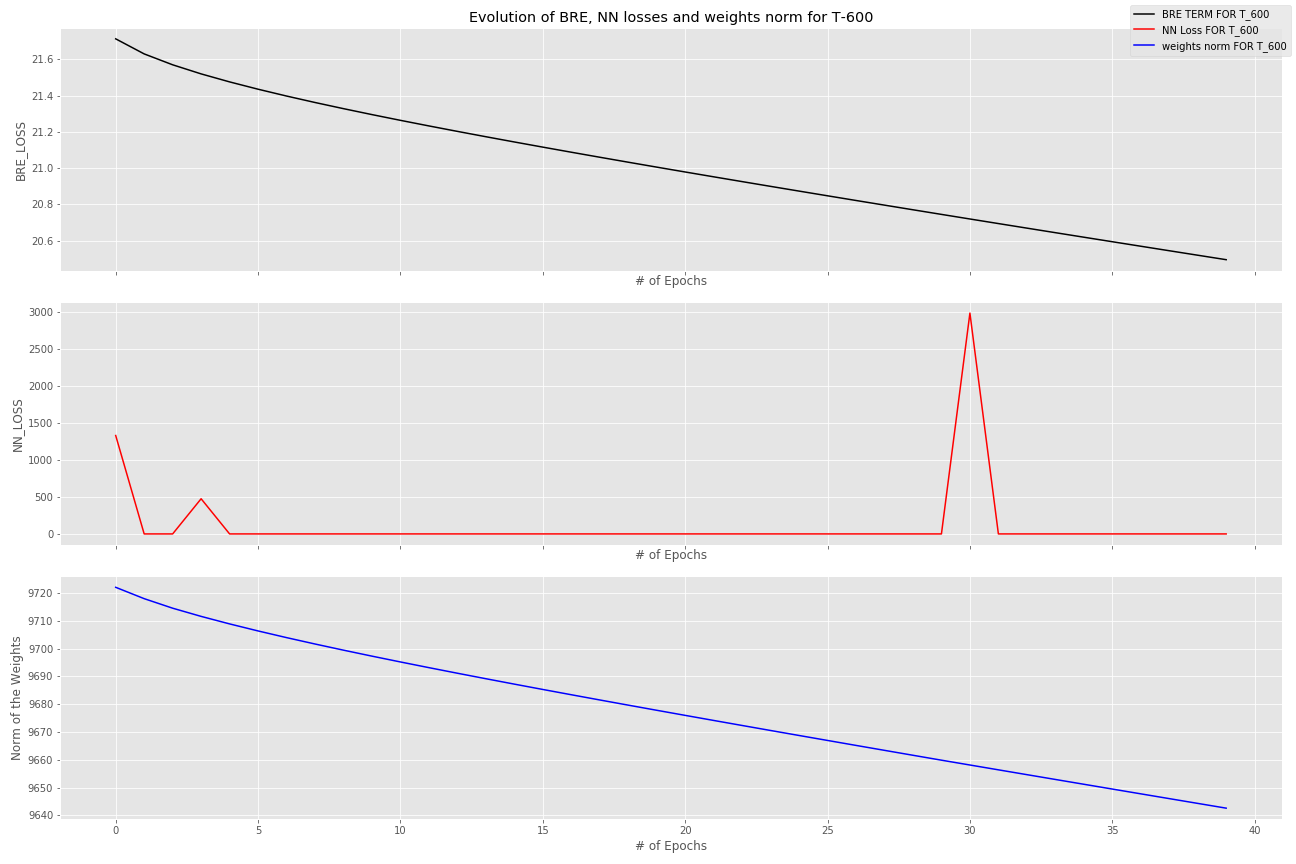 Evolution of BRE, NN losses and weights norm for T-600
BRE TERM FOR T_600
NN Loss FOR T_600
weights norm FOR T_600
BRE_LOSS
21.6
21.4
21.2
21.0
20.8
20.6
# of Epochs
NN_LOSS
3000
2500
2000
1500
1000
500
0
# of Epochs
Norm of the Weights
9720
9710
9700
9690
9680
9670
9660
9650
9640
0 5 10 15 20 25 30 35 40
# of Epochs